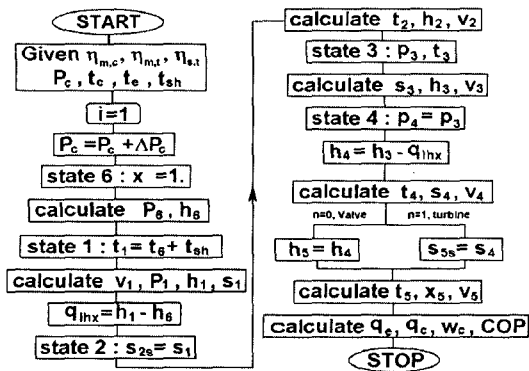 START
Given η_m,c, η_m,t, η_s,t
P_c, t_c, t_e, t_sh
i=1
P_c=P_c + ΛP_c
state 6 : x =1.
calculate P_6, h_6
state 1 : t_1= t_6+ t_sh
calculate v_1, P_1, h_1, s_1
q_lhx=h_1- h_6
state 2 : s_2s= s_1
calculate t_2, h_2, v_2
state 3 : p_3, t_3
calculate s_3, h_3, v_3
state 4 : p_4= p_3
h_4=h_3- q_lhx
calculate t_4, s_4, v_4
n=0, Valve n=1, turbine
h_5=h_4 s_5s= s_4
calculate t_5, x_5, v_5
calculate q_e, q_c, w_c, COP
STOP